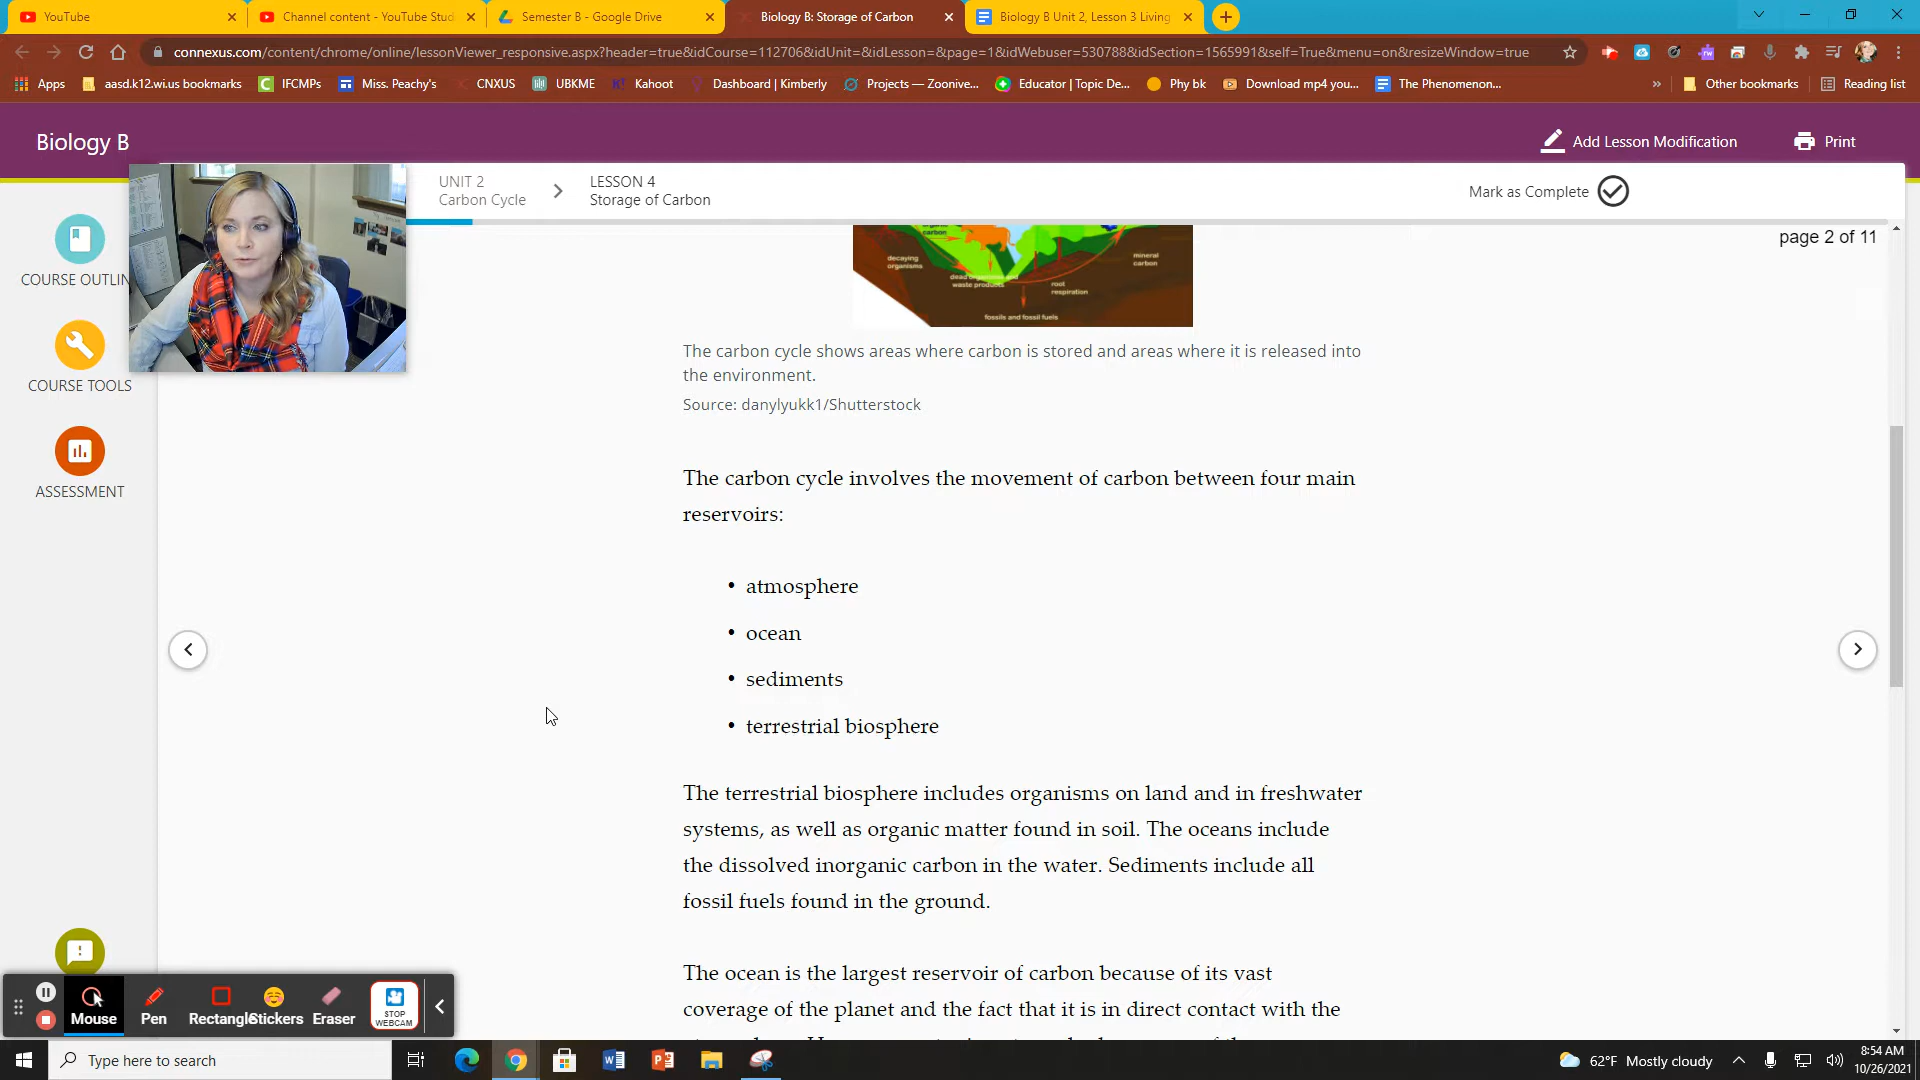 YouTube
Channel content - YouTube Stud
Semester B - Google Drive
Biology B: Storage of Carbon
Biology B Unit 2, Lesson 3 Living
connexus.com/content/chrome/online/lessonViewer_responsive.aspx?header=true&idCourse=112706&idUnit=&idLesson=&page=1&idWebuser=530788&idSection=1565991&self=True&menu=on&resizeWindow=true
Apps
aasd.k12.wi.us bookmarks
IFCMPs
Miss. Peachy's
CNXUS
UBKME
Kahoot
Dashboard | Kimberly
Projects — Zoonive...
Educator | Topic De...
Phy bk
Download mp4 you...
The Phenomenon...
Other bookmarks
Reading list
Biology B
Add Lesson Modification
Print
UNIT 2
Carbon Cycle
LESSON 4
Storage of Carbon
Mark as Complete
page 2 of 11
COURSE OUTLIN
COURSE TOOLS
ASSESSMENT
carbon
decaying
organisms
dead organisms and
waste products
root
respiration
mineral
carbon
fossils and fossil fuels
The carbon cycle shows areas where carbon is stored and areas where it is released into
the environment.
Source: danylyukk1/Shutterstock
The carbon cycle involves the movement of carbon between four main
reservoirs:
• atmosphere
• ocean
• sediments
• terrestrial biosphere
The terrestrial biosphere includes organisms on land and in freshwater
systems, as well as organic matter found in soil. The oceans include
the dissolved inorganic carbon in the water. Sediments include all
fossil fuels found in the ground.
The ocean is the largest reservoir of carbon because of its vast
coverage of the planet and the fact that it is in direct contact with the
Mouse
Pen
Rectangle
Stickers
Eraser
STOP
WEBCAM
Type here to search
62°F Mostly cloudy
8:54 AM
10/26/2021